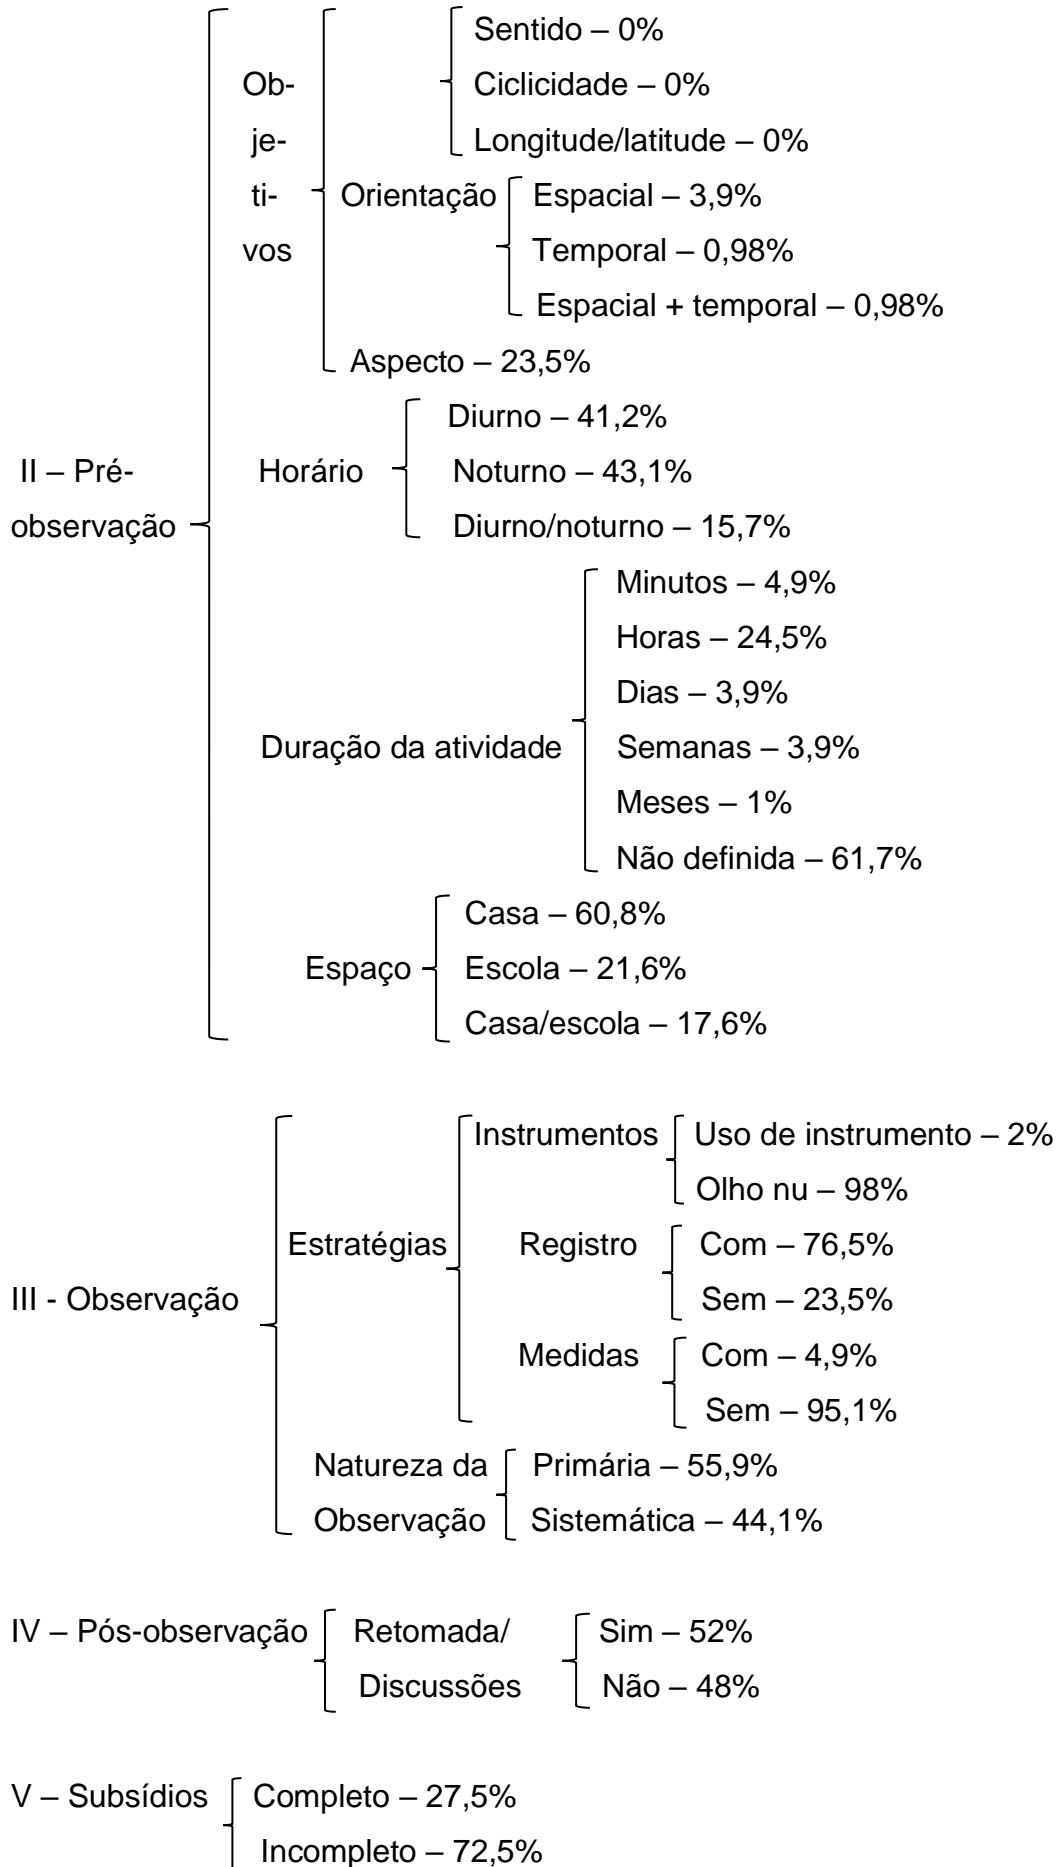 Sentido – 0%
Ob- Ciclicidade – 0%
je- Longitude/latitude – 0%
ti- Orientação Espacial – 3,9%
vos Temporal – 0,98%
Espacial + temporal – 0,98%
Aspecto – 23,5%
Diurno – 41,2%
II – Pré- Horário Noturno – 43,1%
observação Diurno/noturno – 15,7%
Minutos – 4,9%
Horas – 24,5%
Dias – 3,9%
Duração da atividade Semanas – 3,9%
Meses – 1%
Não definida – 61,7%
Casa – 60,8%
Espaço Escola – 21,6%
Casa/escola – 17,6%
Instrumentos Uso de instrumento – 2%
Olho nu – 98%
Estratégias Registro Com – 76,5%
III - Observação Sem – 23,5%
Medidas Com – 4,9%
Sem – 95,1%
Natureza da Primária – 55,9%
Observação Sistemática – 44,1%
IV – Pós-observação Retomada/ Sim – 52%
Discussões Não – 48%
V – Subsídios Completo – 27,5%
Incompleto – 72,5%